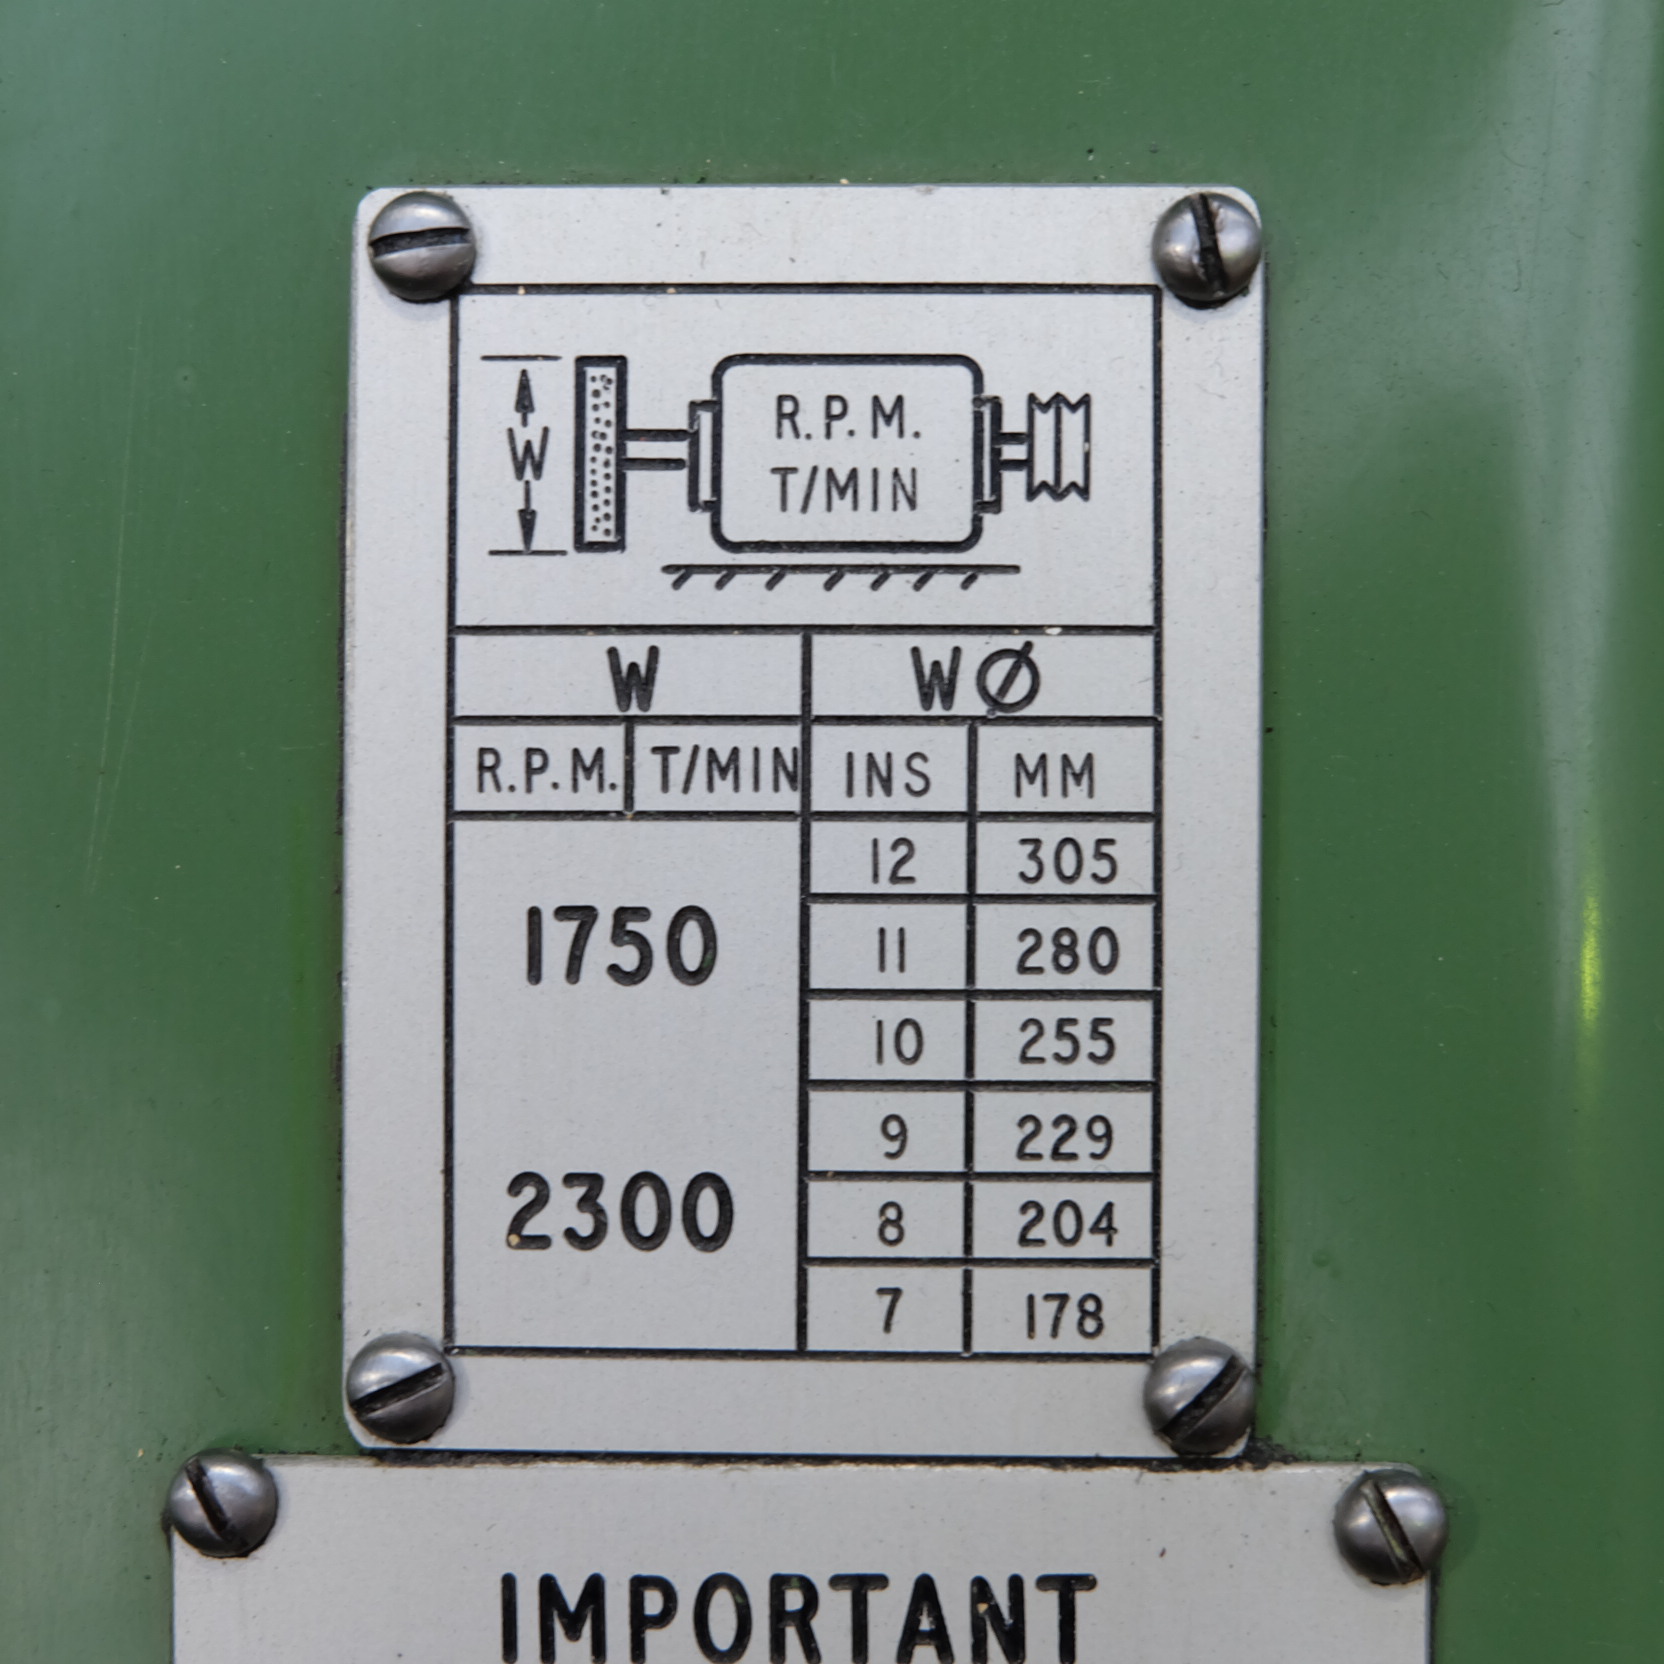 R.P.M.
W
T/MIN
W WØ
R.P.M. T/MIN INS MM
12 305
1750 11 280
10 255
9 229
2300 8 204
7 178
IMPORTANT